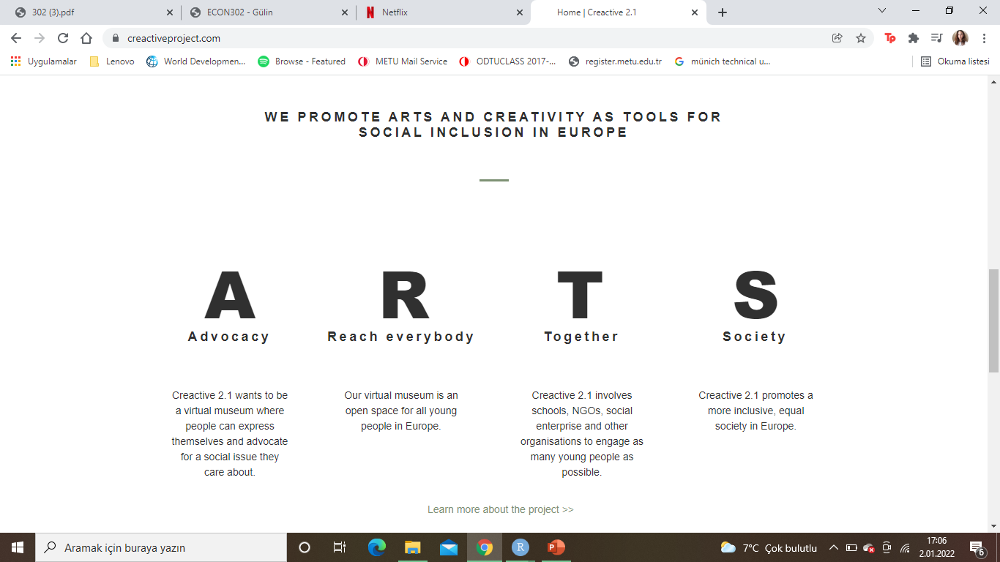 302 (3).pdf
ECON302 - Gülin
Netflix
Home | Creactive 2.1
creactiveproject.com
Uygulamalar
Lenovo
World Developmen...
Browse - Featured
METU Mail Service
ODTUCLASS 2017-...
register.metu.edu.tr
münich technical u...
Okuma listesi
WE PROMOTE ARTS AND CREATIVITY AS TOOLS FOR
SOCIAL INCLUSION IN EUROPE
A
Advocacy
Creactive 2.1 wants to be
a virtual museum where
people can express
themselves and advocate
for a social issue they
care about.
R
Reach everybody
Our virtual museum is an
open space for all young
people in Europe.
T
Together
Creactive 2.1 involves
schools, NGOs, social
enterprise and other
organisations to engage as
many young people as
possible.
S
Society
Creactive 2.1 promotes a
more inclusive, equal
society in Europe.
Learn more about the project >>
Aramak için buraya yazın
7°C Çok bulutlu
17:06
2.01.2022
6